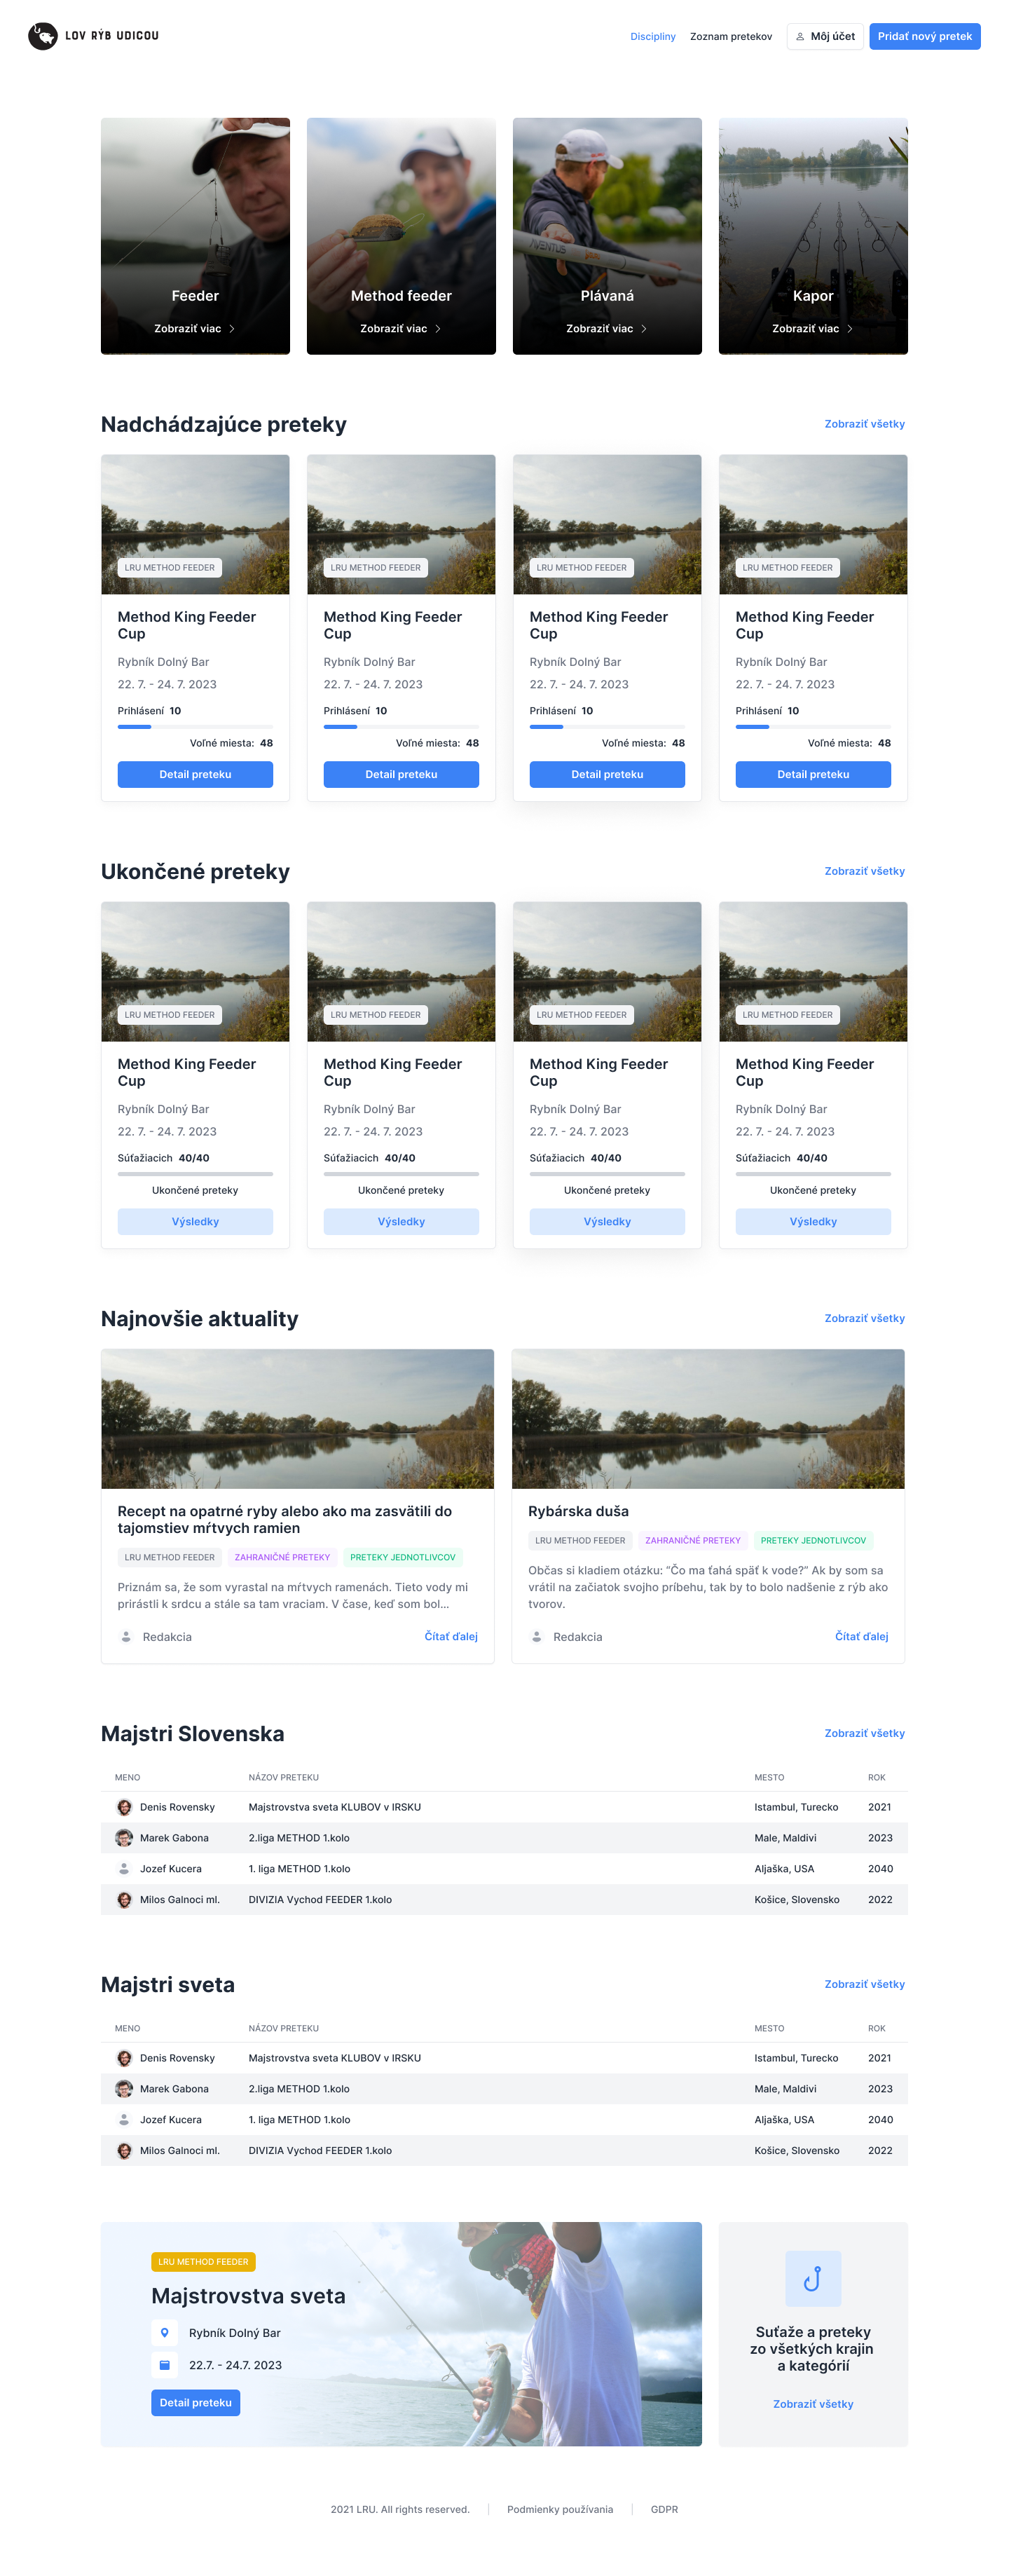 LOV RÝB UDICOU
Disciplíny
Zoznam pretekov
Môj účet
Pridať nový pretek
Feeder
Zobraziť viac
Method feeder
Zobraziť viac
AVENTUS
Plávaná
Zobraziť viac
Kapor
Zobraziť viac
Nadchádzajúce preteky
Zobraziť všetky
LRU METHOD FEEDER
Method King Feeder
Cup
Rybník Dolný Bar
22. 7. - 24. 7. 2023
Prihlásení 10
Voľné miesta: 48
Detail preteku
LRU METHOD FEEDER
Method King Feeder
Cup
Rybník Dolný Bar
22. 7. - 24. 7. 2023
Prihlásení 10
Voľné miesta: 48
Detail preteku
LRU METHOD FEEDER
Method King Feeder
Cup
Rybník Dolný Bar
22. 7. - 24. 7. 2023
Prihlásení 10
Voľné miesta: 48
Detail preteku
LRU METHOD FEEDER
Method King Feeder
Cup
Rybník Dolný Bar
22. 7. - 24. 7. 2023
Prihlásení 10
Voľné miesta: 48
Detail preteku
Ukončené preteky
Zobraziť všetky
LRU METHOD FEEDER
Method King Feeder
Cup
Rybník Dolný Bar
22. 7. - 24. 7. 2023
Súťažiacich 40/40
Ukončené preteky
Výsledky
LRU METHOD FEEDER
Method King Feeder
Cup
Rybník Dolný Bar
22. 7. - 24. 7. 2023
Súťažiacich 40/40
Ukončené preteky
Výsledky
LRU METHOD FEEDER
Method King Feeder
Cup
Rybník Dolný Bar
22. 7. - 24. 7. 2023
Súťažiacich 40/40
Ukončené preteky
Výsledky
LRU METHOD FEEDER
Method King Feeder
Cup
Rybník Dolný Bar
22. 7. - 24. 7. 2023
Súťažiacich 40/40
Ukončené preteky
Výsledky
Najnovšie aktuality
Zobraziť všetky
Recept na opatrné ryby alebo ako ma zasvätili do
tajomstiev mŕtvych ramien
LRU METHOD FEEDER ZAHRANIČNÉ PRETEKY PRETEKY JEDNOTLIVCOV
Priznám sa, že som vyrastal na mŕtvych ramenách. Tieto vody mi
prirástli k srdcu a stále sa tam vraciam. V čase, keď som bol...
Redakcia
Čítať ďalej
Rybárska duša
LRU METHOD FEEDER ZAHRANIČNÉ PRETEKY PRETEKY JEDNOTLIVCOV
Občas si kladiem otázku: “Čo ma ťahá späť k vode?” Ak by som sa
vrátil na začiatok svojho príbehu, tak by to bolo nadšenie z rýb ako
tvorov.
Redakcia
Čítať ďalej
Majstri Slovenska
Zobraziť všetky
MENO NÁZOV PRETEKU MESTO ROK
Denis Rovensky Majstrovstva sveta KLUBOV v IRSKU Istambul, Turecko 2021
Marek Gabona 2.liga METHOD 1.kolo Male, Maldivi 2023
Jozef Kucera 1. liga METHOD 1.kolo Aljaška, USA 2040
Milos Galnoci ml. DIVIZIA Vychod FEEDER 1.kolo Košice, Slovensko 2022
Majstri sveta
Zobraziť všetky
MENO NÁZOV PRETEKU MESTO ROK
Denis Rovensky Majstrovstva sveta KLUBOV v IRSKU Istambul, Turecko 2021
Marek Gabona 2.liga METHOD 1.kolo Male, Maldivi 2023
Jozef Kucera 1. liga METHOD 1.kolo Aljaška, USA 2040
Milos Galnoci ml. DIVIZIA Vychod FEEDER 1.kolo Košice, Slovensko 2022
LRU METHOD FEEDER
Majstrovstva sveta
Rybník Dolný Bar
22.7. - 24.7. 2023
Detail preteku
Suťaže a preteky
zo všetkých krajin
a kategórií
Zobraziť všetky
2021 LRU. All rights reserved. | Podmienky používania | GDPR